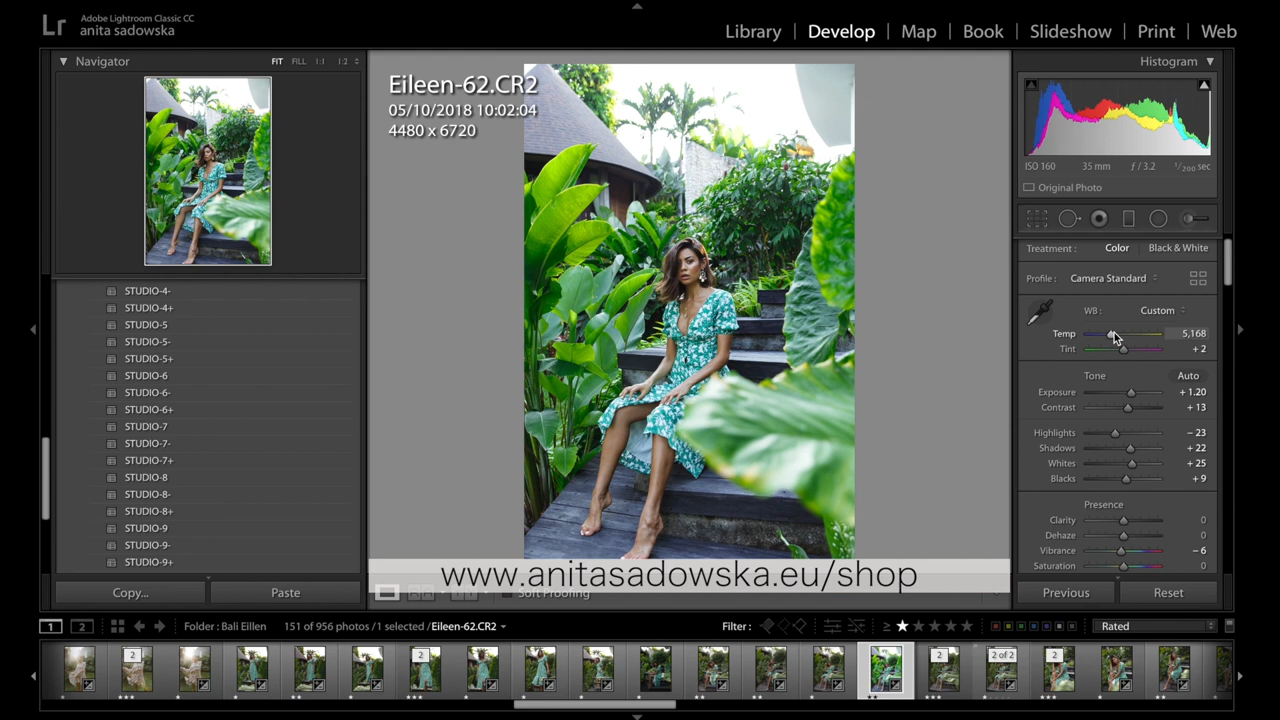 Lr
Adobe Lightroom Classic CC
anita sadowska
Library | Develop | Map | Book | Slideshow | Print | Web
Navigator FIT FILL 1:1 1:2
Histogram
Eileen-62.CR2
05/10/2018 10:02:04
4480 x 6720
ISO 160 35 mm ƒ / 3.2 1/200 sec
Original Photo
Treatment : Color Black & White
Profile : Camera Standard
WB : Custom
Temp 5,168
Tint + 2
Tone Auto
Exposure + 1.20
Contrast + 13
Highlights – 23
Shadows + 22
Whites + 25
Blacks + 9
Presence
Clarity 0
Dehaze 0
Vibrance – 6
Saturation 0
STUDIO-4-
STUDIO-4+
STUDIO-5
STUDIO-5-
STUDIO-5+
STUDIO-6
STUDIO-6-
STUDIO-6+
STUDIO-7
STUDIO-7-
STUDIO-7+
STUDIO-8
STUDIO-8-
STUDIO-8+
STUDIO-9
STUDIO-9-
STUDIO-9+
www.anitasadowska.eu/shop
Copy... Paste
Soft Proofing
Previous Reset
1 2 Folder : Bali Eillen 151 of 956 photos / 1 selected / Eileen-62.CR2 Filter : ≥ Rated
2 2 2 2 of 2 2